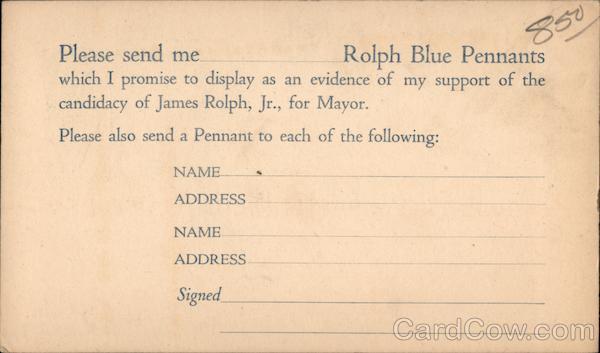 850
Please send me Rolph Blue Pennants
which I promise to display as an evidence of my support of the
candidacy of James Rolph, Jr., for Mayor.
Please also send a Pennant to each of the following:
NAME
ADDRESS
NAME
ADDRESS
Signed
CardCow.com